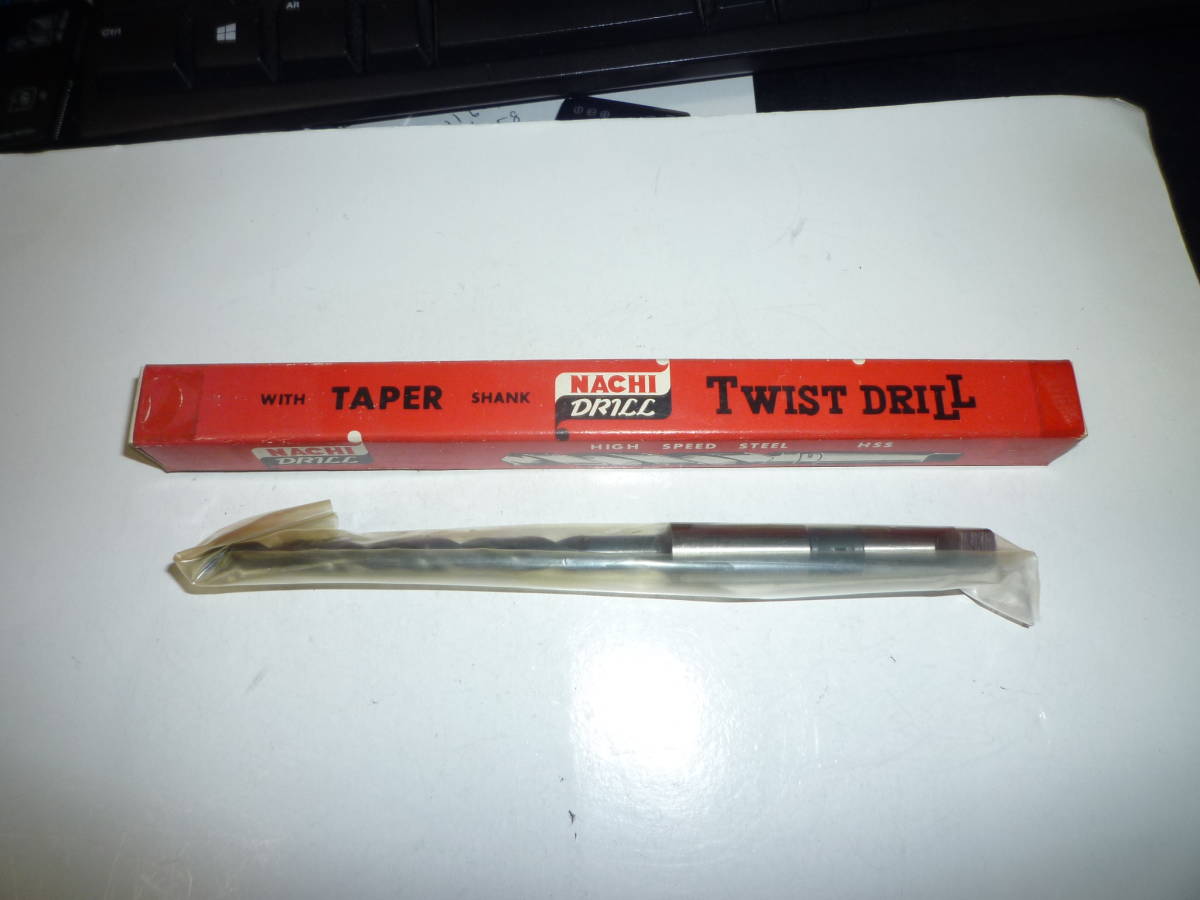 WITH TAPER SHANK NACHI DRILL TWIST DRILL
NACHI DRILL HIGH SPEED STEEL HSS